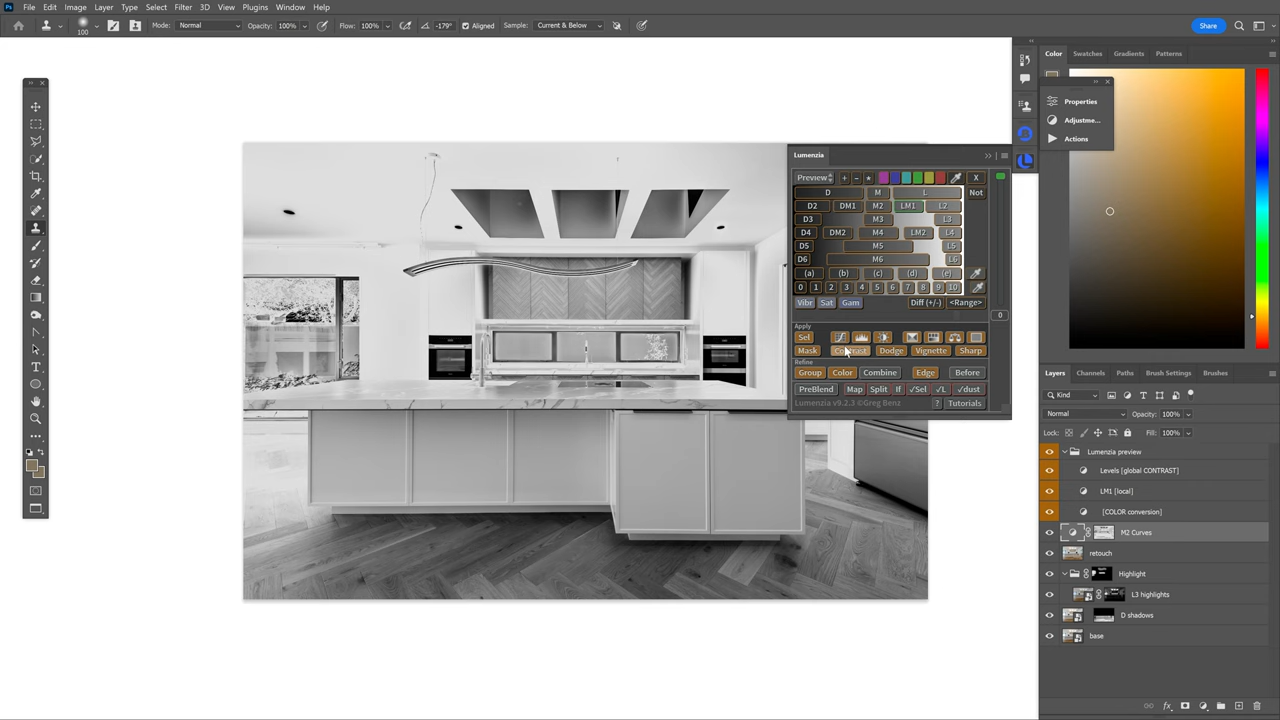 Ps File Edit Image Layer Type Select Filter 3D View Plugins Window Help
100 Mode: Normal Opacity: 100% Flow: 100% -179° Aligned Sample: Current & Below Share
Color Swatches Gradients Patterns
Properties
Adjustme...
Actions
Lumenzia
Preview + − ★ X
D M L Not
D2 DM1 M2 LM1 L2
D3 M3 L3
D4 DM2 M4 LM2 L4
D5 M5 L5
D6 M6 L6
(a) (b) (c) (d) (e)
0 1 2 3 4 5 6 7 8 9 10
Vibr Sat Gam Diff (+/-) <Range>
0
Apply
Sel
Mask Contrast Dodge Vignette Sharp
Refine
Group Color Combine Edge Before
PreBlend Map Split If ✓Sel ✓L ✓dust
Lumenzia v9.2.3 ©Greg Benz ? Tutorials
Layers Channels Paths Brush Settings Brushes
Kind
Normal Opacity: 100%
Lock: Fill: 100%
Lumenzia preview
Levels [global CONTRAST]
LM1 [local]
[COLOR conversion]
M2 Curves
retouch
Highlight
L3 highlights
D shadows
base
fx